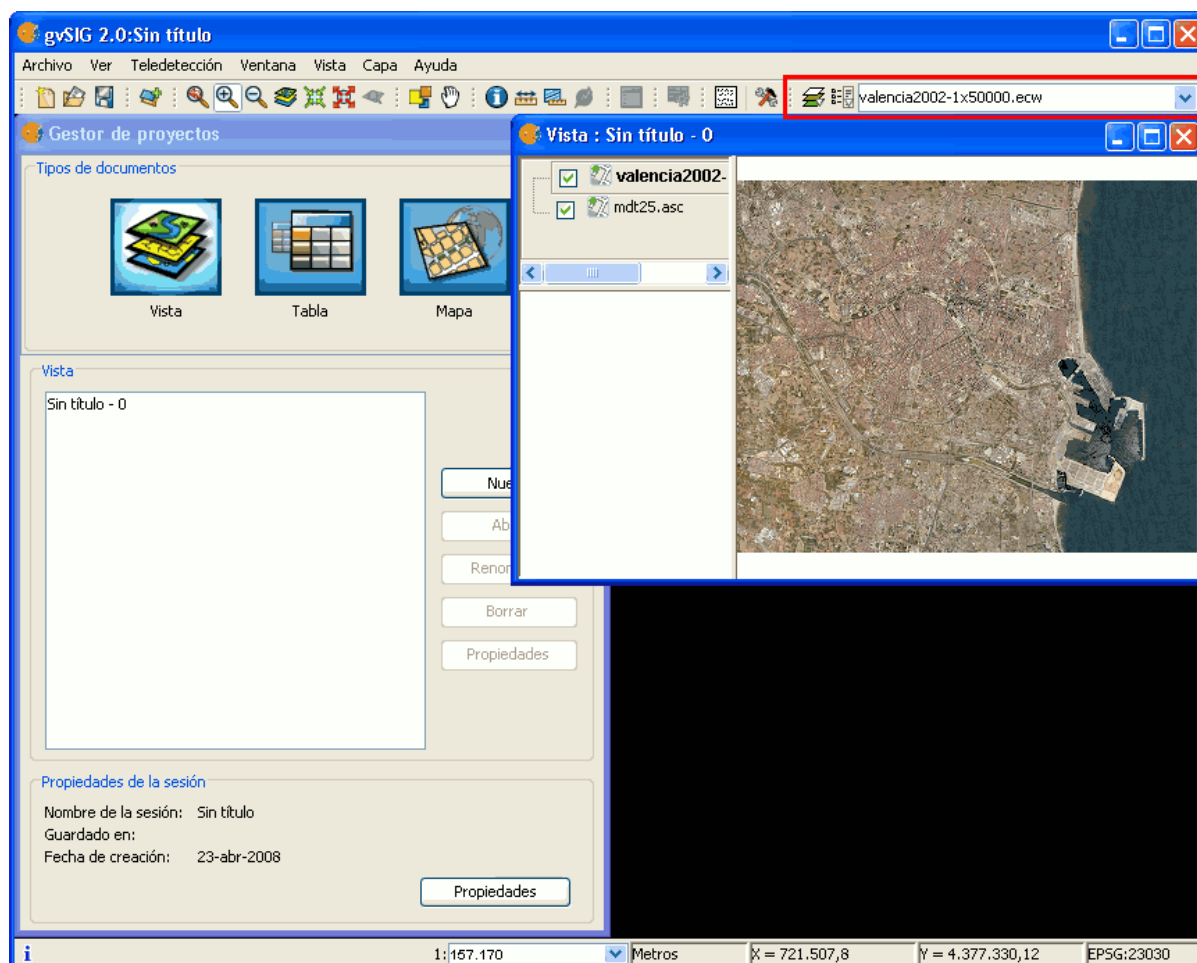 gvSIG 2.0:Sin título
Archivo Ver Teledetección Ventana Vista Capa Ayuda
valencia2002-1x50000.ecw
Gestor de proyectos
Tipos de documentos
Vista
Tabla
Mapa
Vista
Sin título - 0
Nue
Ab
Renor
Borrar
Propiedades
Propiedades de la sesión
Nombre de la sesión: Sin título
Guardado en:
Fecha de creación: 23-abr-2008
Propiedades
Vista : Sin título - 0
valencia2002-
mdt25.asc
1: 157.170 Metros X = 721.507,8 Y = 4.377.330,12 EPSG:23030